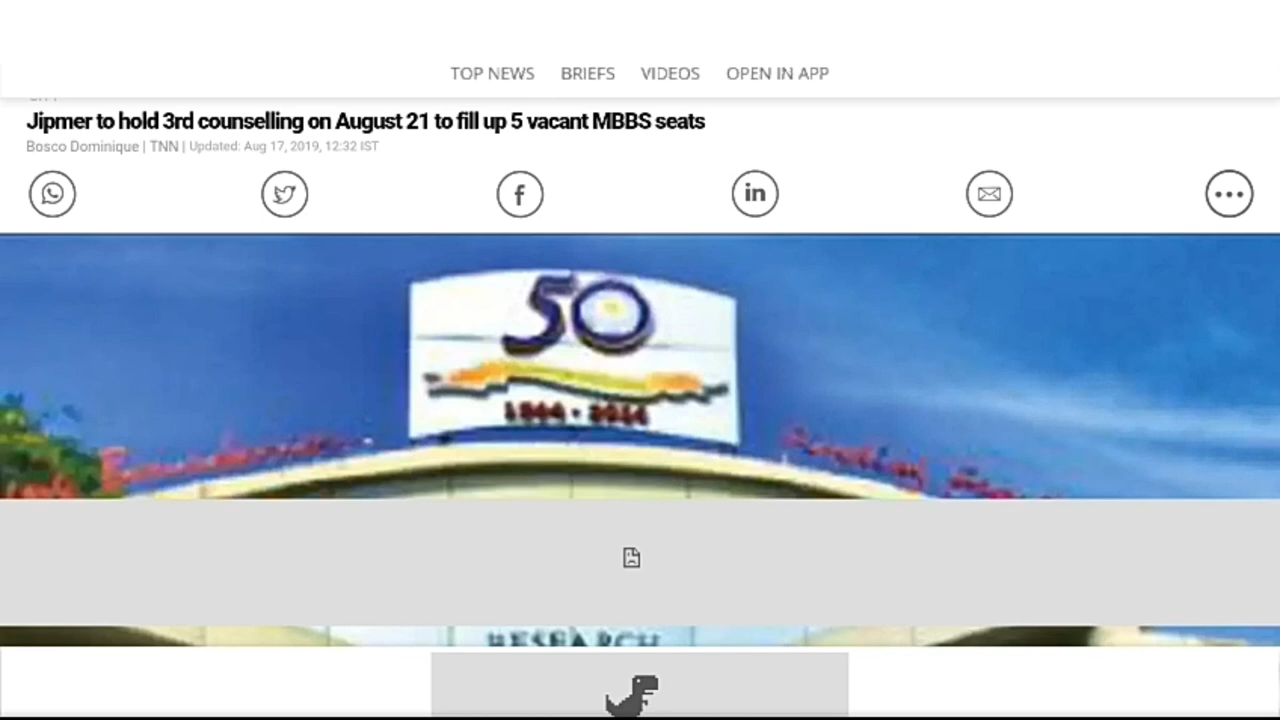 TOP NEWS BRIEFS VIDEOS OPEN IN APP
Jipmer to hold 3rd counselling on August 21 to fill up 5 vacant MBBS seats
Bosco Dominique | TNN | Updated: Aug 17, 2019, 12:32 IST
50
RESEARCH